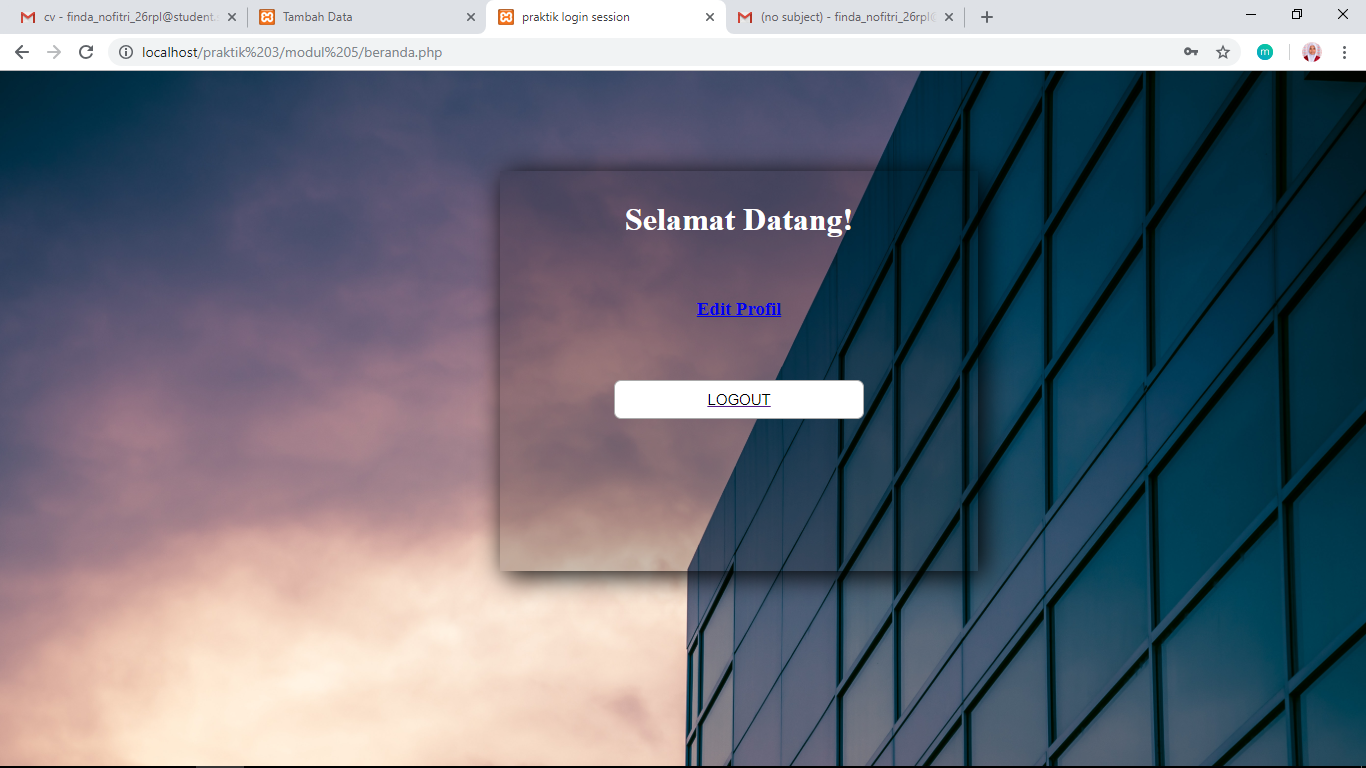 cv - finda_nofitri_26rpl@student.s
Tambah Data
praktik login session
(no subject) - finda_nofitri_26rpl@
localhost/praktik%203/modul%205/beranda.php
m
Selamat Datang!
Edit Profil
LOGOUT